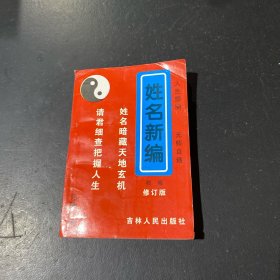 姓名新编
修订版
姓名暗藏天地玄机
请君细查把握人生
吉林人民出版社